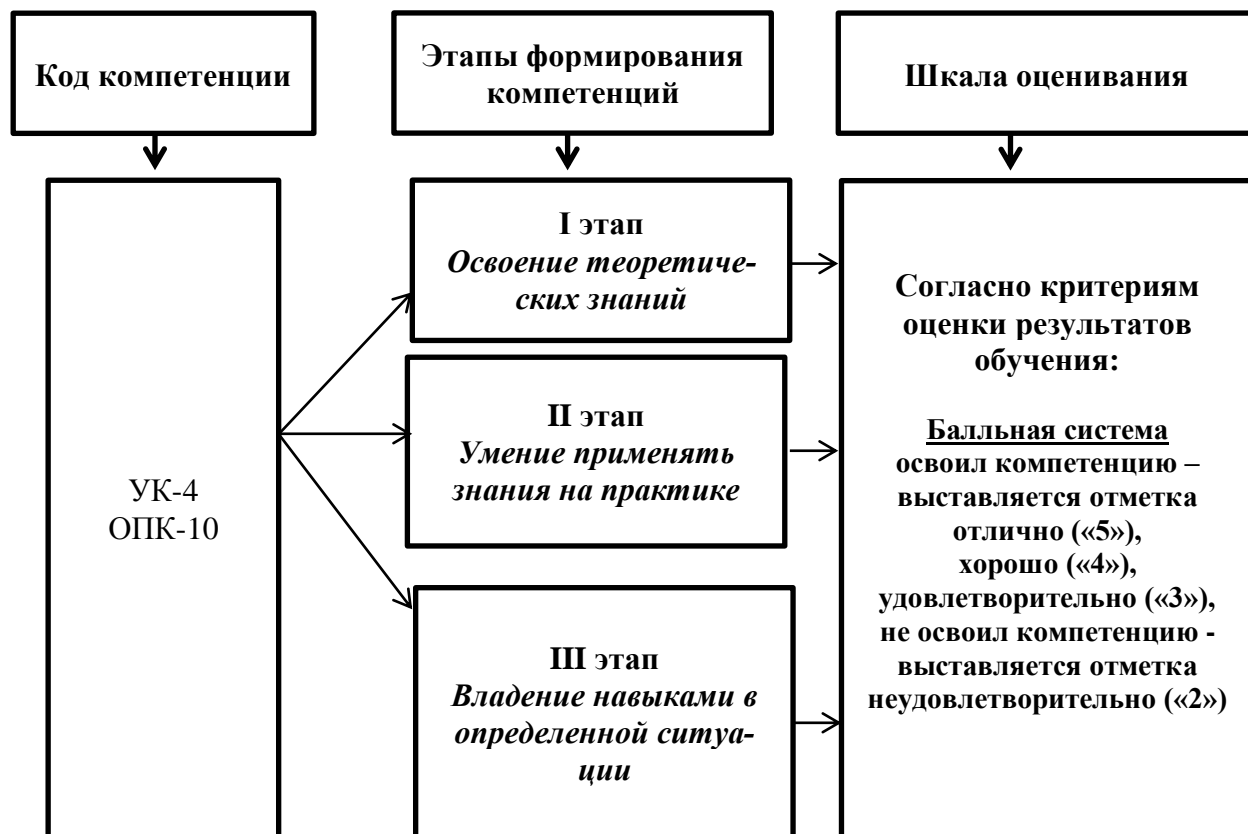 Код компетенции
Этапы формирования
компетенций
Шкала оценивания
УК-4
ОПК-10
I этап
Освоение теоретиче-
ских знаний
II этап
Умение применять
знания на практике
III этап
Владение навыками в
определенной ситуа-
ции
Согласно критериям
оценки результатов
обучения:
Балльная система
освоил компетенцию –
выставляется отметка
отлично («5»),
хорошо («4»),
удовлетворительно («3»),
не освоил компетенцию -
выставляется отметка
неудовлетворительно («2»)